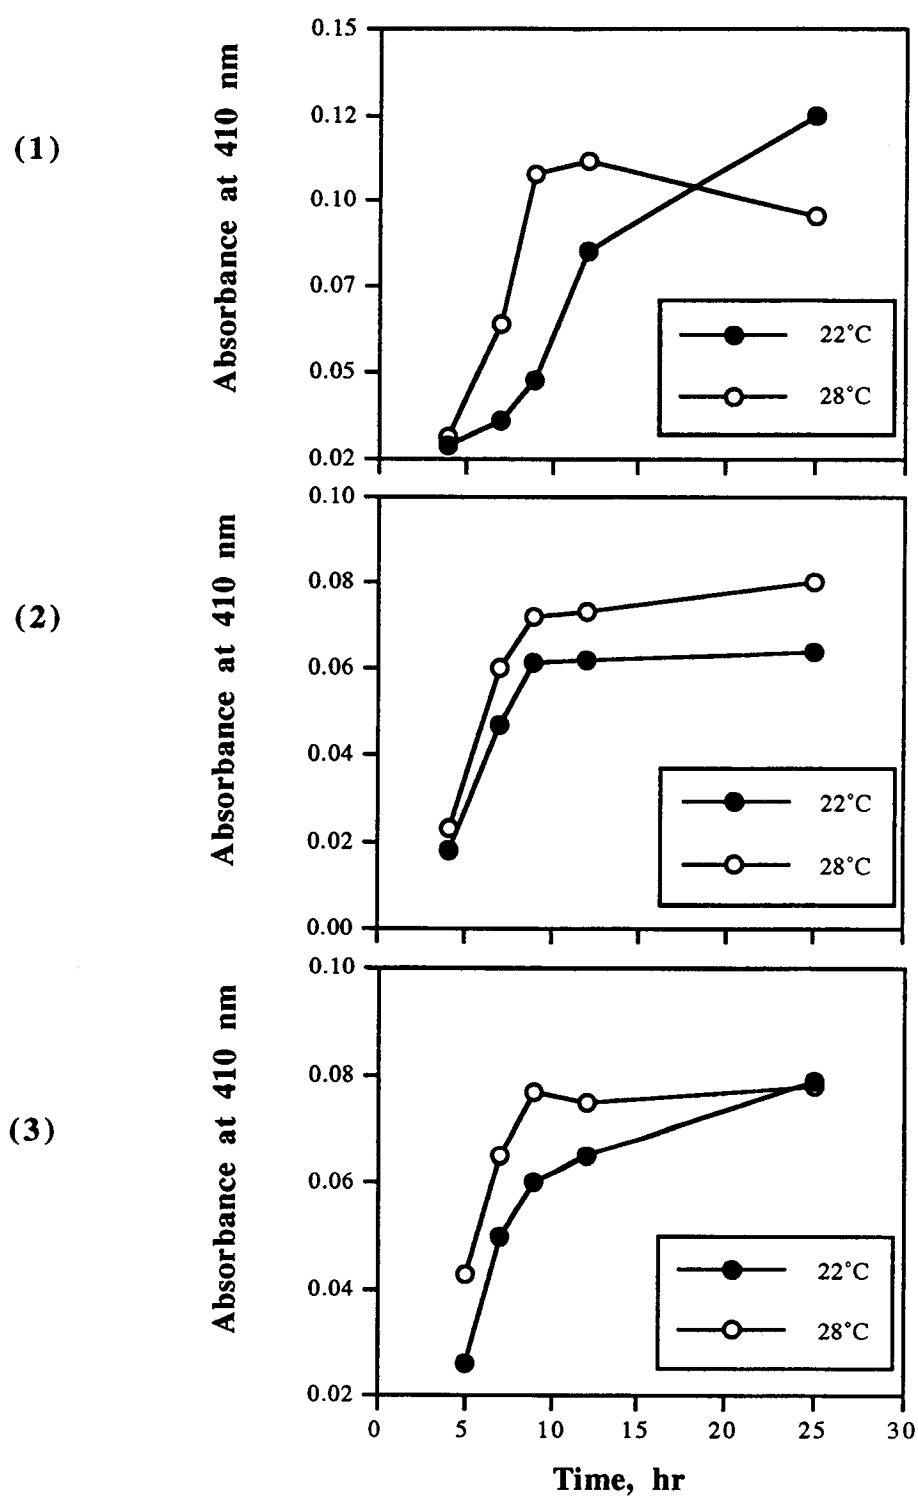 (1)
Absorbance at 410 nm
0.15
0.12
0.10
0.07
0.05
0.02
22°C
28°C
(2)
Absorbance at 410 nm
0.10
0.08
0.06
0.04
0.02
0.00
22°C
28°C
(3)
Absorbance at 410 nm
0.10
0.08
0.06
0.04
0.02
22°C
28°C
0 5 10 15 20 25 30
Time, hr